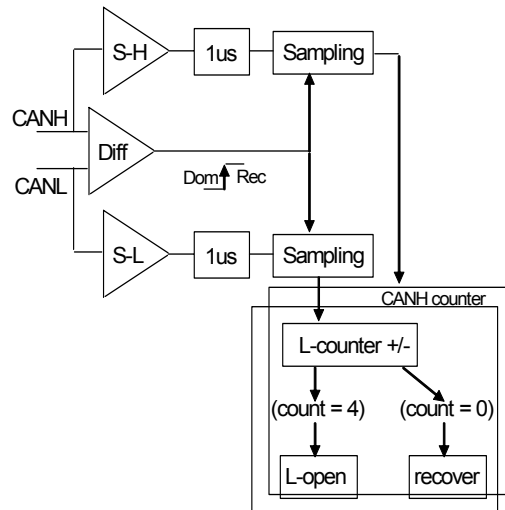 S-H
1us
Sampling
CANH
Diff
Dom
Rec
CANL
S-L
1us
Sampling
CANH counter
L-counter +/-
(count = 4)
(count = 0)
L-open
recover